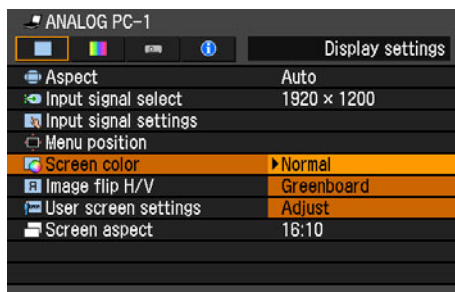 ANALOG PC-1
Display settings
Aspect Auto
Input signal select 1920 × 1200
Input signal settings
Menu position
Screen color Normal
Image flip H/V Greenboard
User screen settings Adjust
Screen aspect 16:10